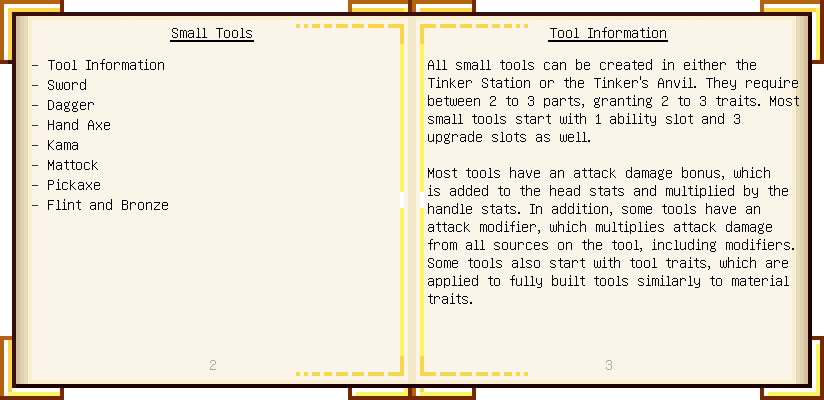 Small Tools
- Tool Information
- Sword
- Dagger
- Hand Axe
- Kama
- Mattock
- Pickaxe
- Flint and Bronze
2
Tool Information
All small tools can be created in either the
Tinker Station or the Tinker's Anvil. They require
between 2 to 3 parts, granting 2 to 3 traits. Most
small tools start with 1 ability slot and 3
upgrade slots as well.
Most tools have an attack damage bonus, which
is added to the head stats and multiplied by the
handle stats. In addition, some tools have an
attack modifier, which multiplies attack damage
from all sources on the tool, including modifiers.
Some tools also start with tool traits, which are
applied to fully built tools similarly to material
traits.
3